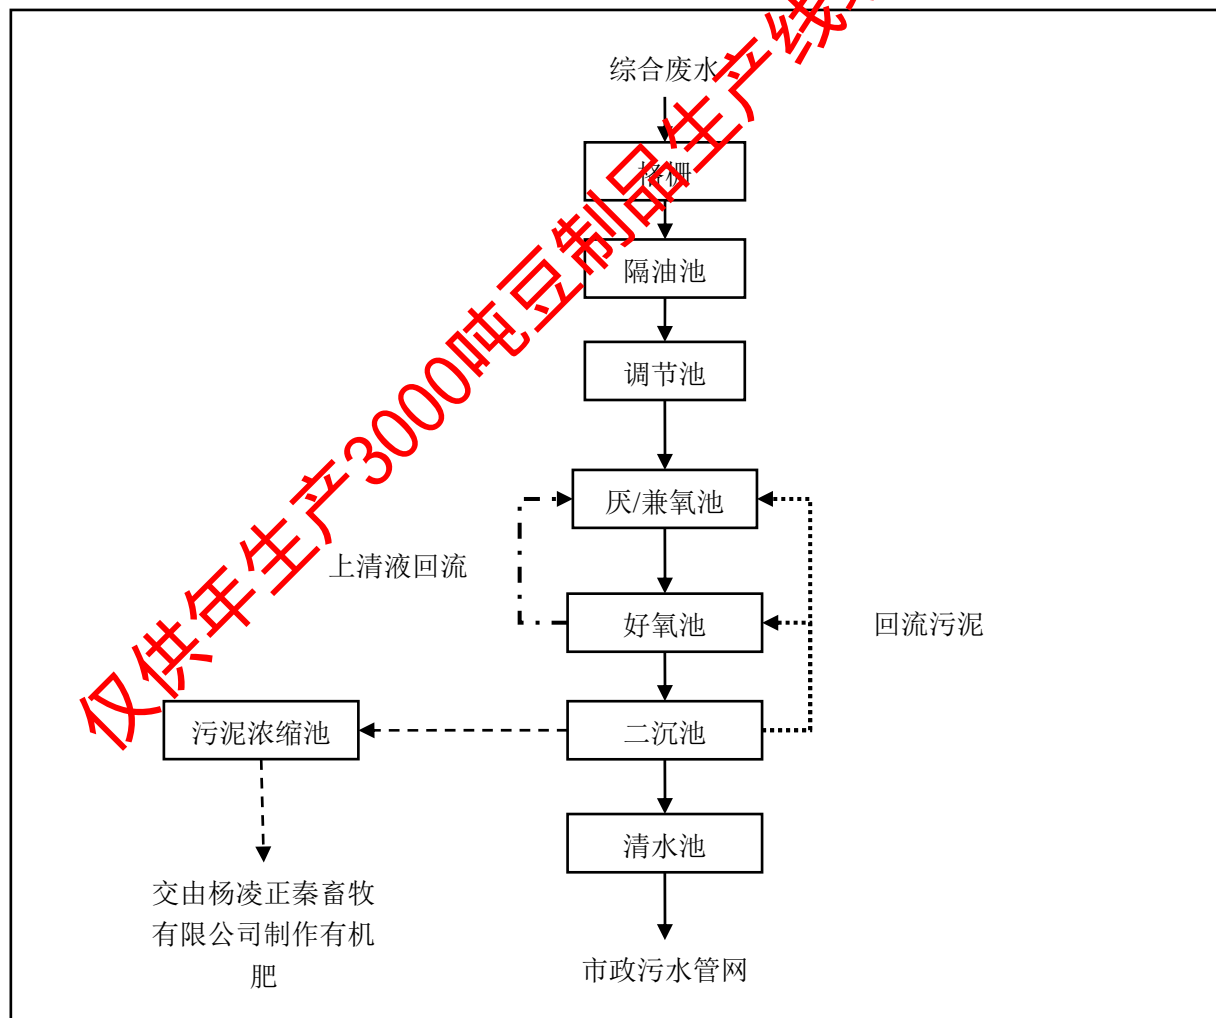 综合废水
格栅
隔油池
调节池
厌/兼氧池
上清液回流
好氧池
回流污泥
污泥浓缩池
二沉池
清水池
交由杨凌正秦畜牧
有限公司制作有机
肥
市政污水管网
仅供年生产3000吨豆制品生产线